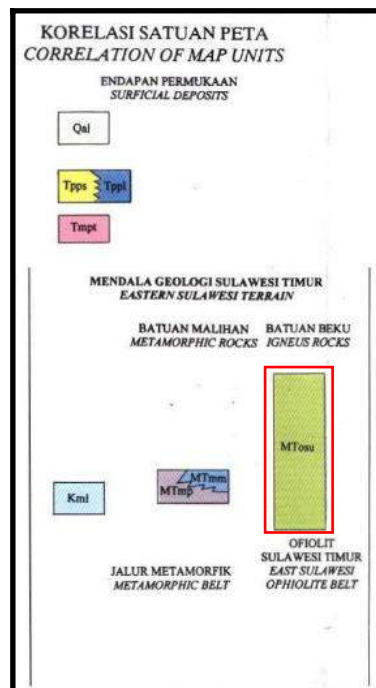 KORELASI SATUAN PETA
CORRELATION OF MAP UNITS
ENDAPAN PERMUKAAN
SURFICIAL DEPOSITS
Qal
Tpps Tppl
Tmpt
MENDALA GEOLOGI SULAWESI TIMUR
EASTERN SULAWESI TERRAIN
BATUAN MALIHAN BATUAN BEKU
METAMORPHIC ROCKS IGNEUS ROCKS
MTosu
MTmm
Kml MTmp
OFIOLIT
SULAWESI TIMUR
JALUR METAMORFIK EAST SULAWESI
METAMORPHIC BELT OPHIOLITE BELT